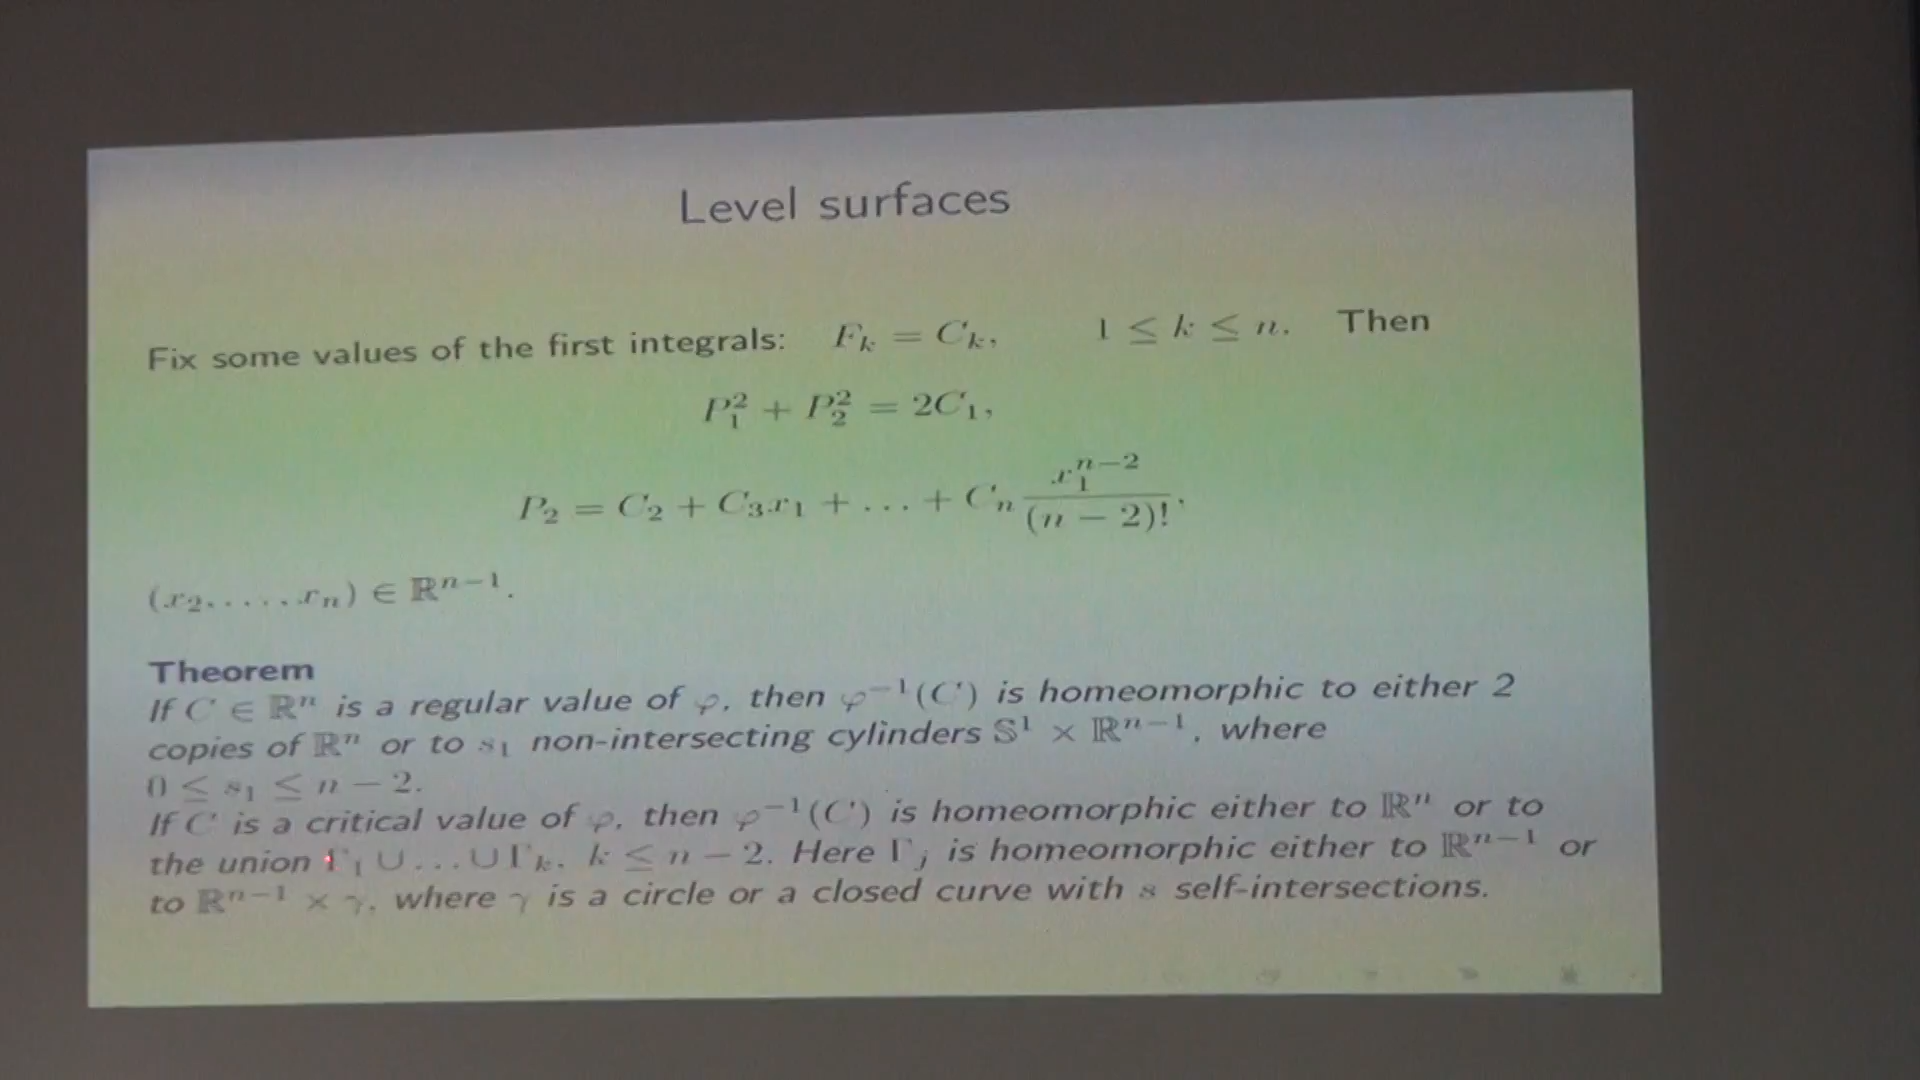 Level surfaces
Fix some values of the first integrals: F_k = C_k, 1 ≤ k ≤ n. Then
P_1^2 + P_2^2 = 2C_1,
P_2 = C_2 + C_3x_1 + ... + C_n \frac{x_1^{n-2}}{(n-2)!}.
(x_2, ..., x_n) ∈ ℝ^{n-1}.
Theorem
If C ∈ ℝ^n is a regular value of φ, then φ^{-1}(C) is homeomorphic to either 2
copies of ℝ^n or to s_1 non-intersecting cylinders 𝕊^1 × ℝ^{n-1}, where
0 ≤ s_1 ≤ n − 2.
If C is a critical value of φ, then φ^{-1}(C) is homeomorphic either to ℝ^n or to
the union Γ_1 ∪ ... ∪ Γ_k, k ≤ n − 2. Here Γ_j is homeomorphic either to ℝ^{n-1} or
to ℝ^{n-1} × γ, where γ is a circle or a closed curve with s self-intersections.